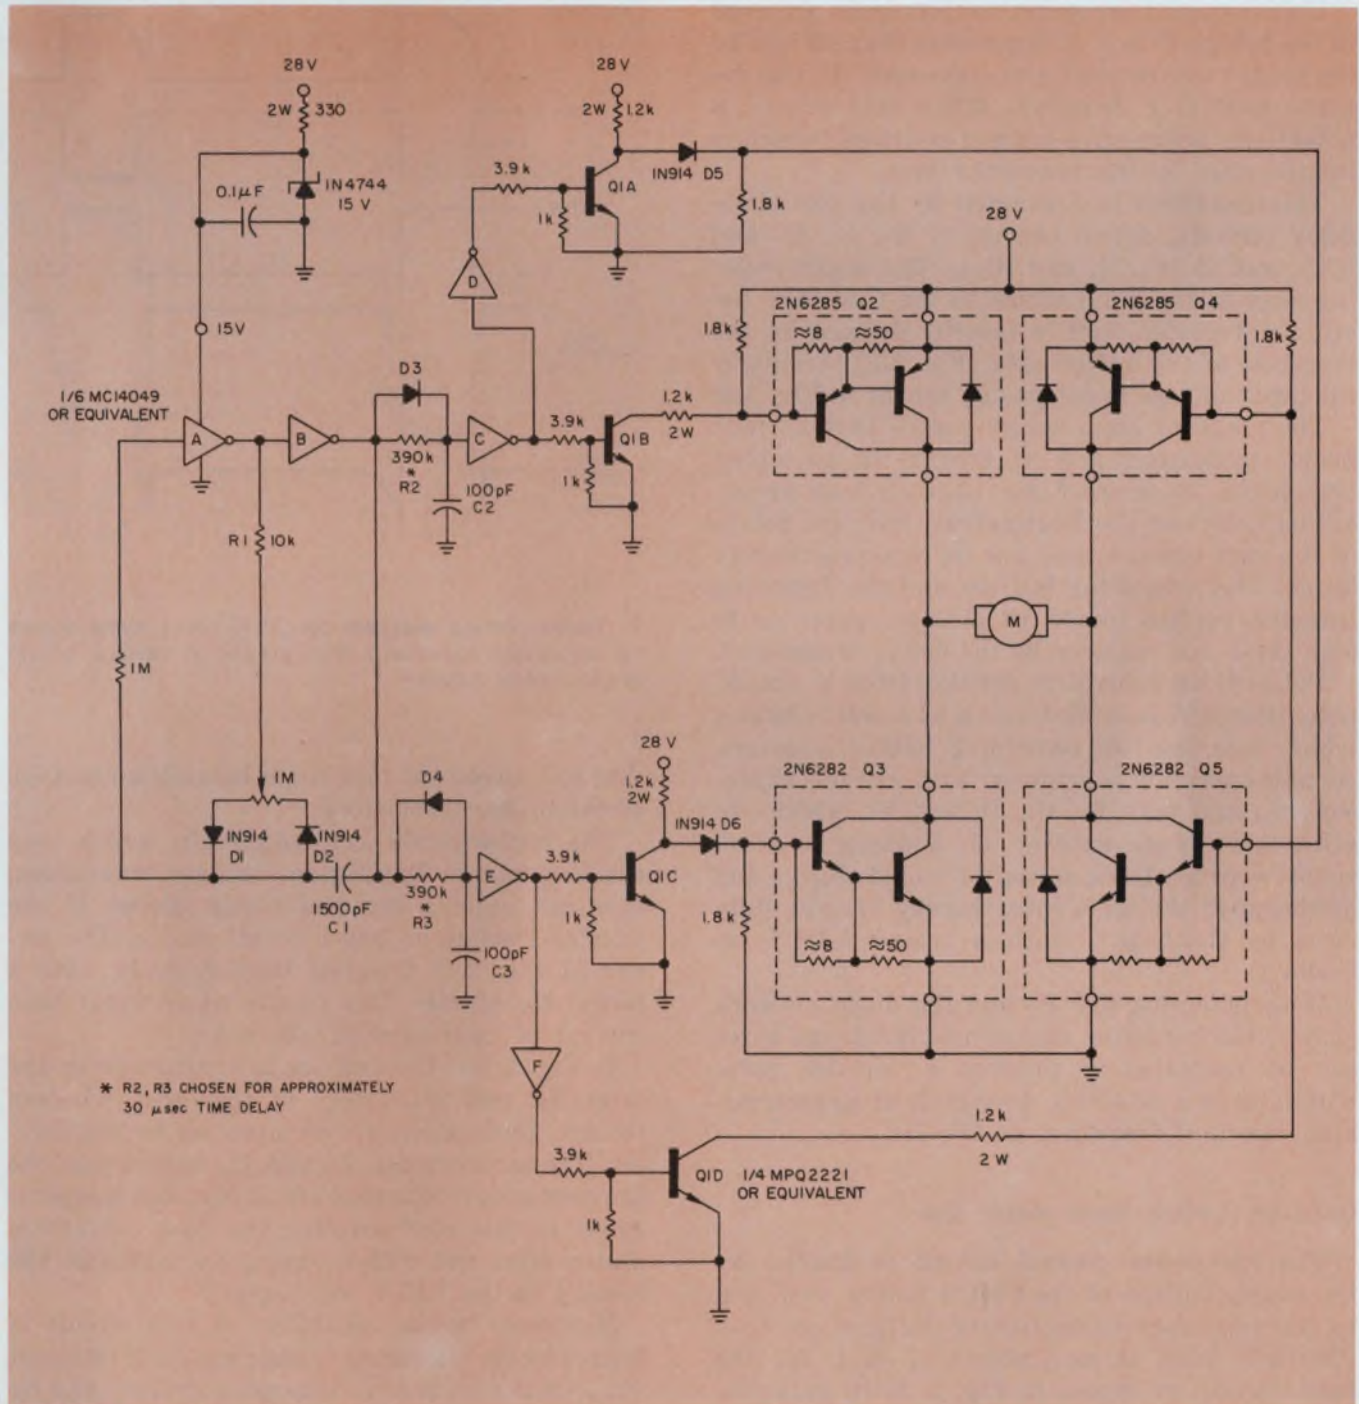 28 V
2W 330
IN4744
15 V
0.1µF
15V
1/6 MC14049
OR EQUIVALENT
A
B
D3
390k
*
R2
100pF
C2
C
D
28 V
2W 1.2k
3.9k
Q1A
1k
IN914 D5
1.8k
3.9k
Q1B
1k
1.2k
2W
28 V
1.8k
2N6285 Q2
≈8
≈50
2N6285 Q4
1.8k
R1 10k
1M
1M
IN914
D1
IN914
D2
1500pF
C1
D4
390k
*
R3
100pF
C3
E
3.9k
1k
Q1C
28 V
1.2k
2W
IN914 D6
1.8k
2N6282 Q3
≈8
≈50
2N6282 Q5
M
F
* R2, R3 CHOSEN FOR APPROXIMATELY
30 µsec TIME DELAY
3.9k
1k
Q1D
1/4 MPQ2221
OR EQUIVALENT
1.2k
2 W